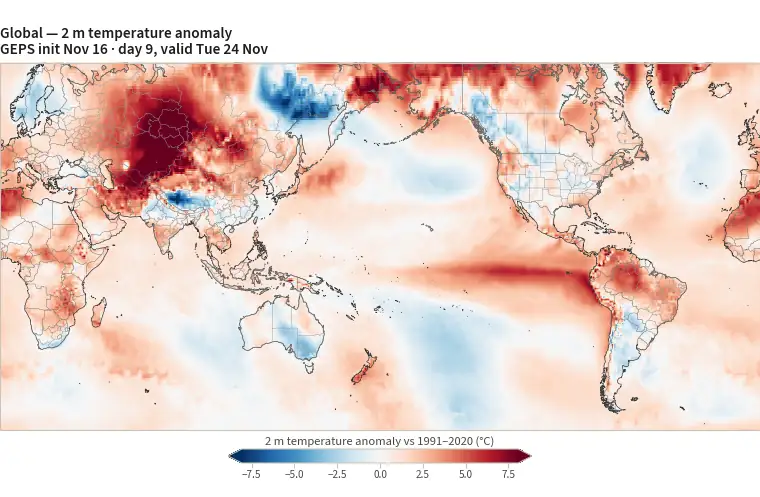 Global — 2 m temperature anomaly
GEPS init Nov 16 · day 9, valid Tue 24 Nov
2 m temperature anomaly vs 1991–2020 (°C)
−7.5 −5.0 −2.5 0.0 2.5 5.0 7.5